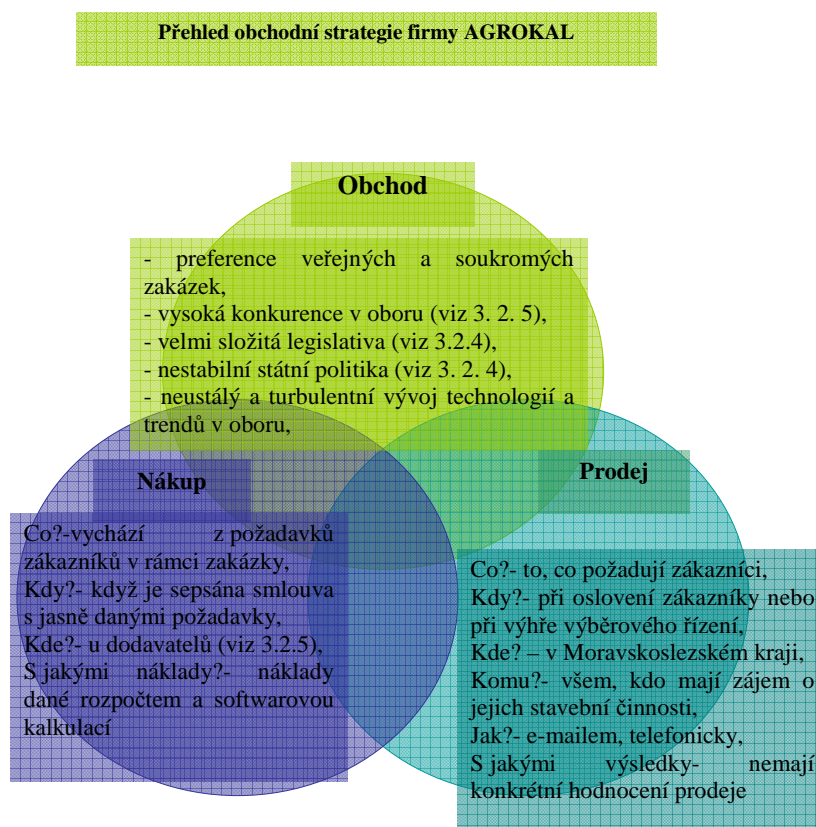 Přehled obchodní strategie firmy AGROKAL
Obchod
- preference veřejných a soukromých
zakázek,
- vysoká konkurence v oboru (viz 3. 2. 5),
- velmi složitá legislativa (viz 3.2.4),
- nestabilní státní politika (viz 3. 2. 4),
- neustálý a turbulentní vývoj technologií a
trendů v oboru,
Nákup
Co?-vychází z požadavků
zákazníků v rámci zakázky,
Kdy?- když je sepsána smlouva
s jasně danými požadavky,
Kde?- u dodavatelů (viz 3.2.5),
S jakými náklady?- náklady
dané rozpočtem a softwarovou
kalkulací
Prodej
Co?- to, co požadují zákazníci,
Kdy?- při oslovení zákazníky nebo
při výhře výběrového řízení,
Kde? – v Moravskoslezském kraji,
Komu?- všem, kdo mají zájem o
jejich stavební činnosti,
Jak?- e-mailem, telefonicky,
S jakými výsledky- nemají
konkrétní hodnocení prodeje